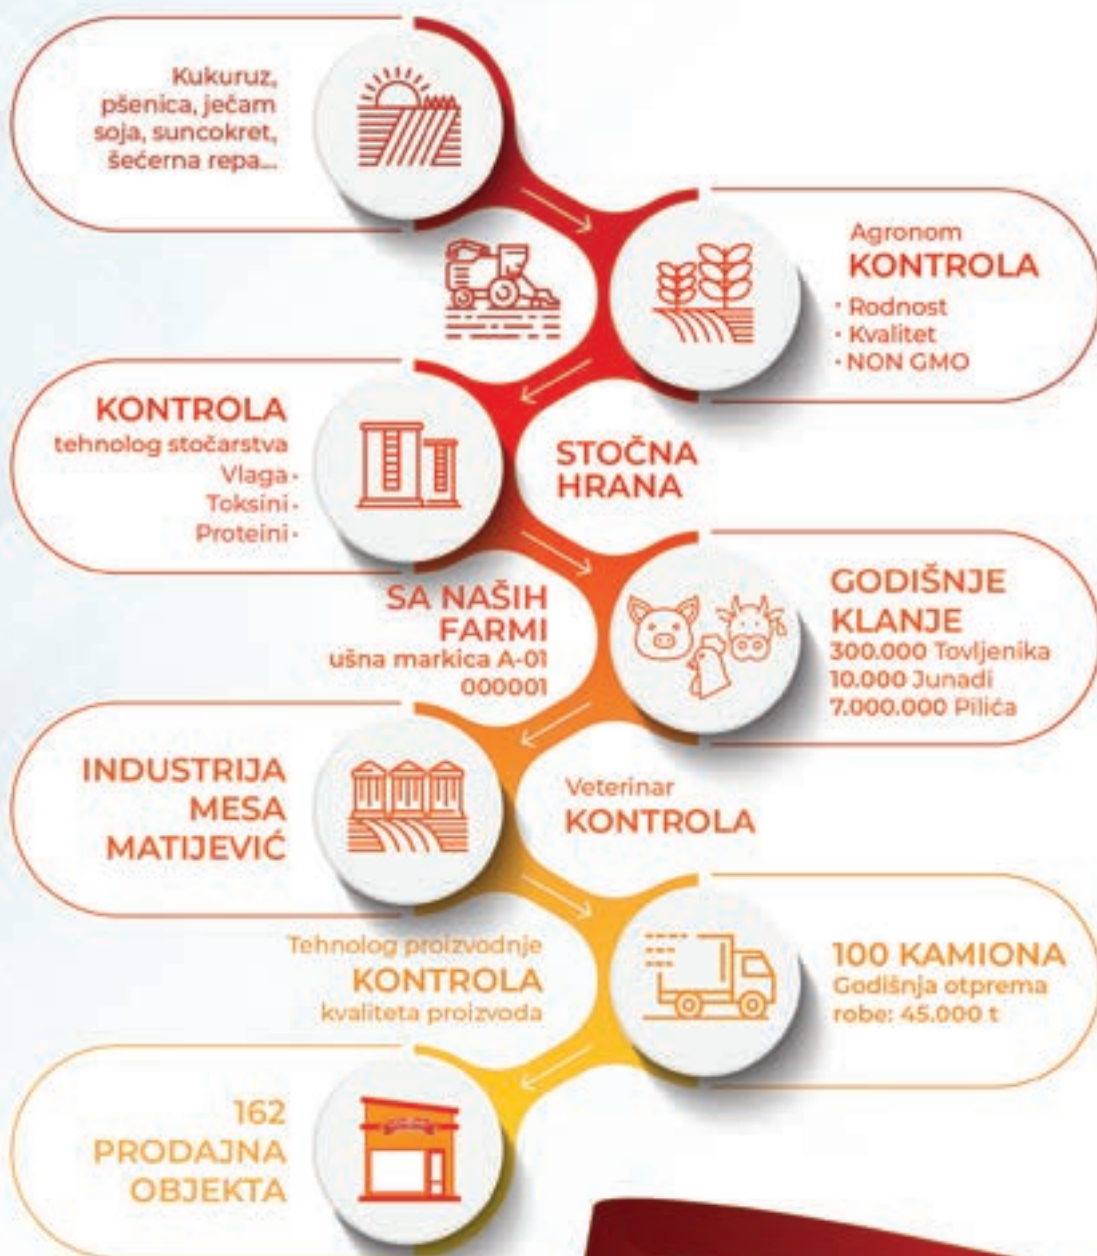 Kukuruz,
pšenica, ječam
soja, suncokret,
šećerna repa...
Agronom
KONTROLA
· Rodnost
· Kvalitet
· NON GMO
KONTROLA
tehnolog stočarstva
Vlaga ·
Toksini ·
Proteini ·
STOČNA
HRANA
SA NAŠIH
FARMI
ušna markica A-01
000001
GODIŠNJE
KLANJE
300.000 Tovljenika
10.000 Junadi
7.000.000 Pilića
INDUSTRIJA
MESA
MATIJEVIĆ
Veterinar
KONTROLA
Tehnolog proizvodnje
KONTROLA
kvaliteta proizvoda
100 KAMIONA
Godišnja otprema
robe: 45.000 t
162
PRODAJNA
OBJEKTA